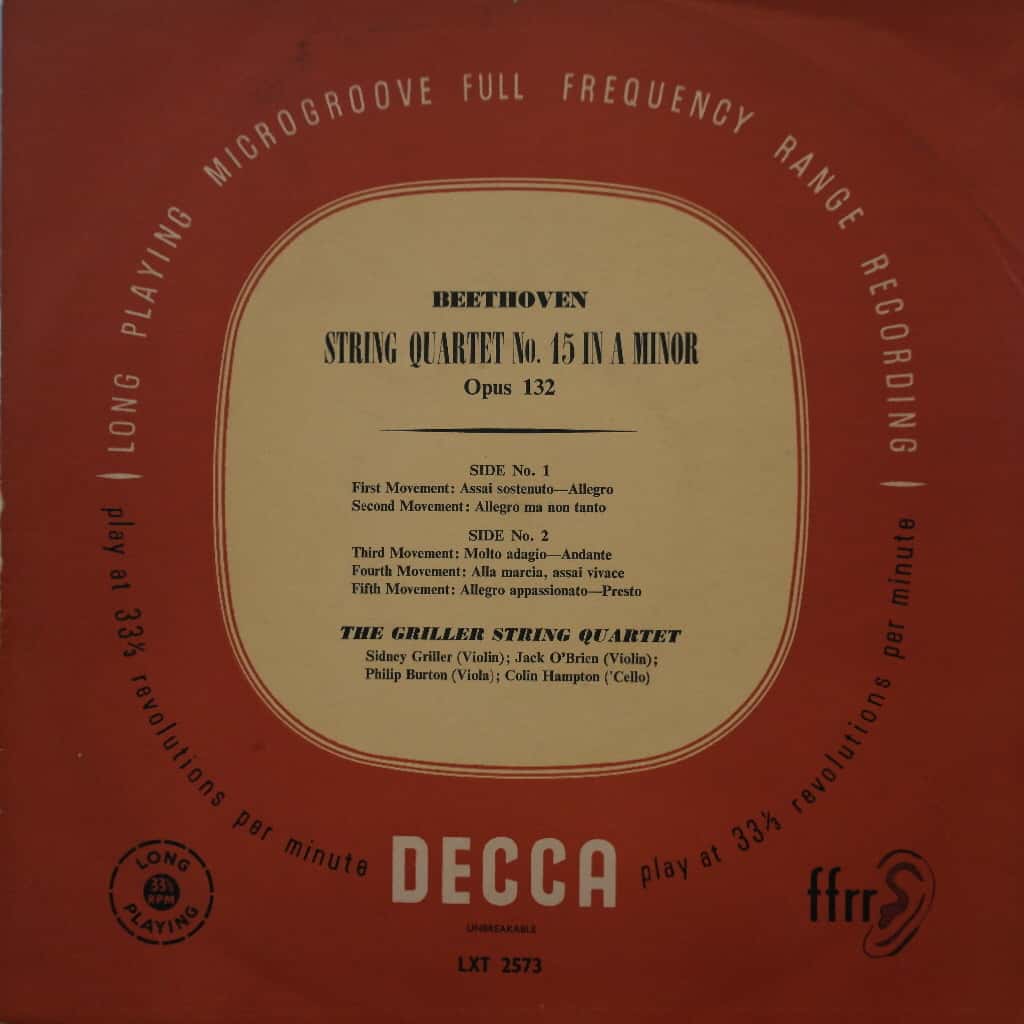 LONG PLAYING MICROGROOVE FULL FREQUENCY RANGE RECORDING
BEETHOVEN
STRING QUARTET No. 15 IN A MINOR
Opus 132
SIDE No. 1
First Movement: Assai sostenuto—Allegro
Second Movement: Allegro ma non tanto
SIDE No. 2
Third Movement: Molto adagio—Andante
Fourth Movement: Alla marcia, assai vivace
Fifth Movement: Allegro appassionato—Presto
THE GRILLER STRING QUARTET
Sidney Griller (Violin); Jack O'Brien (Violin);
Philip Burton (Viola); Colin Hampton ('Cello)
play at 33⅓ revolutions per minute
play at 33⅓ revolutions per minute
DECCA
UNBREAKABLE
LXT 2573
LONG
33⅓
RPM
PLAYING
ffrr